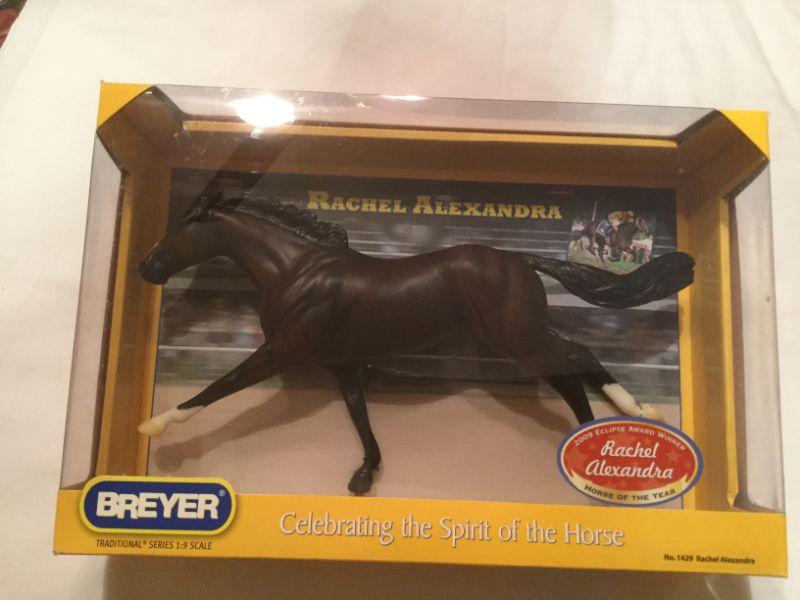 RACHEL ALEXANDRA
2009 ECLIPSE AWARD WINNER
Rachel
Alexandra
HORSE OF THE YEAR
BREYER®
TRADITIONAL® SERIES 1:9 SCALE
Celebrating the Spirit of the Horse
No. 1429 Rachel Alexandra